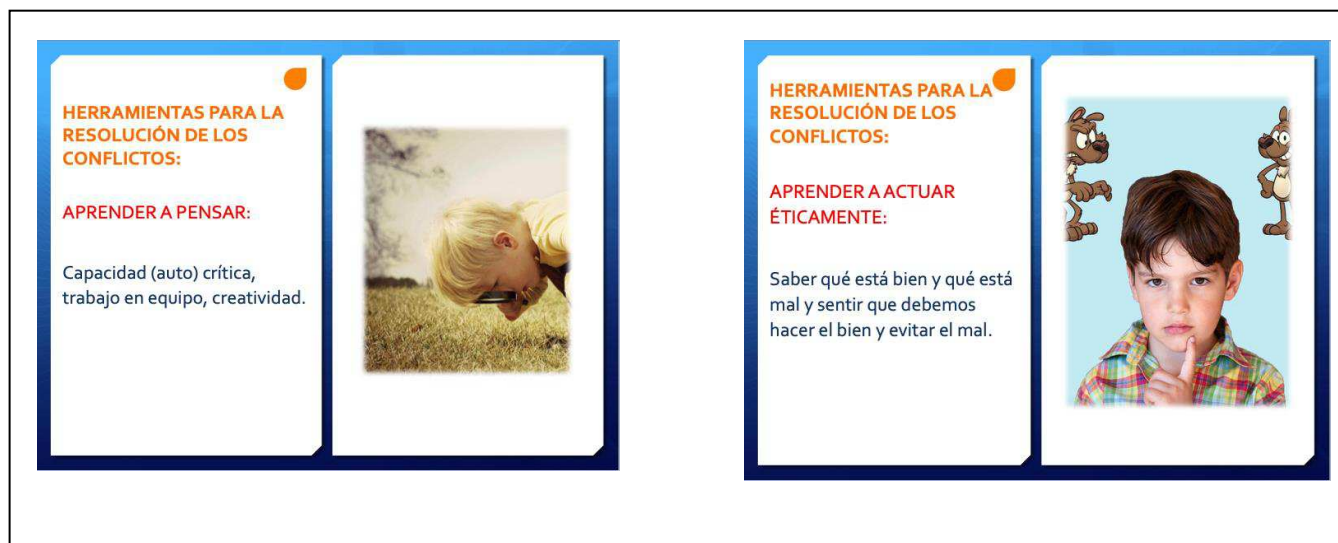 HERRAMIENTAS PARA LA
RESOLUCIÓN DE LOS
CONFLICTOS:
APRENDER A PENSAR:
Capacidad (auto) crítica,
trabajo en equipo, creatividad.
HERRAMIENTAS PARA LA
RESOLUCIÓN DE LOS
CONFLICTOS:
APRENDER A ACTUAR
ÉTICAMENTE:
Saber qué está bien y qué está
mal y sentir que debemos
hacer el bien y evitar el mal.